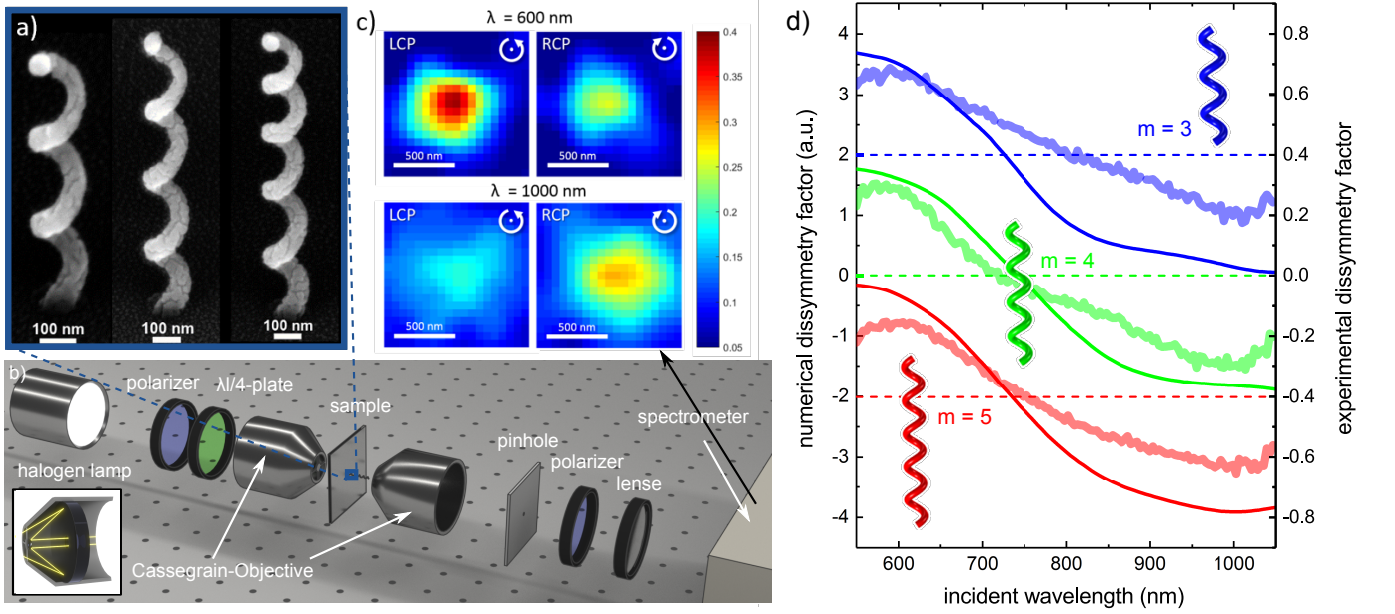 a)
100 nm
100 nm
100 nm
b)
polarizer
λl/4-plate
sample
halogen lamp
Cassegrain-Objective
pinhole
polarizer
lense
spectrometer
c)
λ = 600 nm
LCP
RCP
500 nm
500 nm
λ = 1000 nm
LCP
RCP
500 nm
500 nm
0.4
0.35
0.3
0.25
0.2
0.15
0.1
0.05
d)
numerical dissymmetry factor (a.u.)
4
3
2
1
0
-1
-2
-3
-4
m = 3
m = 4
m = 5
0.8
0.6
0.4
0.2
0.0
-0.2
-0.4
-0.6
-0.8
experimental dissymmetry factor
600
700
800
900
1000
incident wavelength (nm)